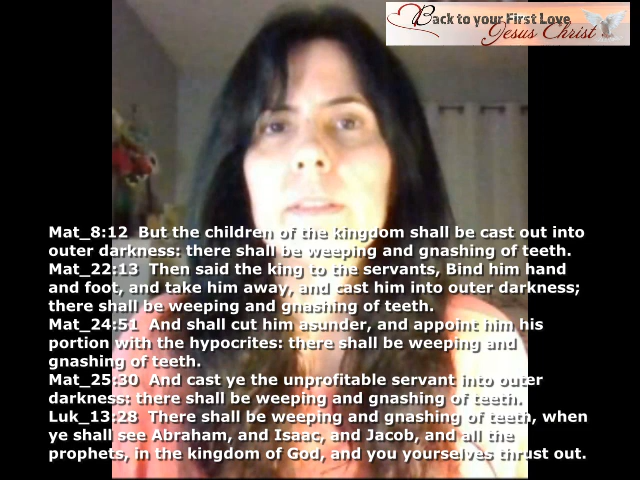 Back to your First Love
Jesus Christ
Mat_8:12  But the children of the kingdom shall be cast out into
outer darkness: there shall be weeping and gnashing of teeth.
Mat_22:13  Then said the king to the servants, Bind him hand
and foot, and take him away, and cast him into outer darkness;
there shall be weeping and gnashing of teeth.
Mat_24:51  And shall cut him asunder, and appoint him his
portion with the hypocrites: there shall be weeping and
gnashing of teeth.
Mat_25:30  And cast ye the unprofitable servant into outer
darkness: there shall be weeping and gnashing of teeth.
Luk_13:28  There shall be weeping and gnashing of teeth, when
ye shall see Abraham, and Isaac, and Jacob, and all the
prophets, in the kingdom of God, and you yourselves thrust out.